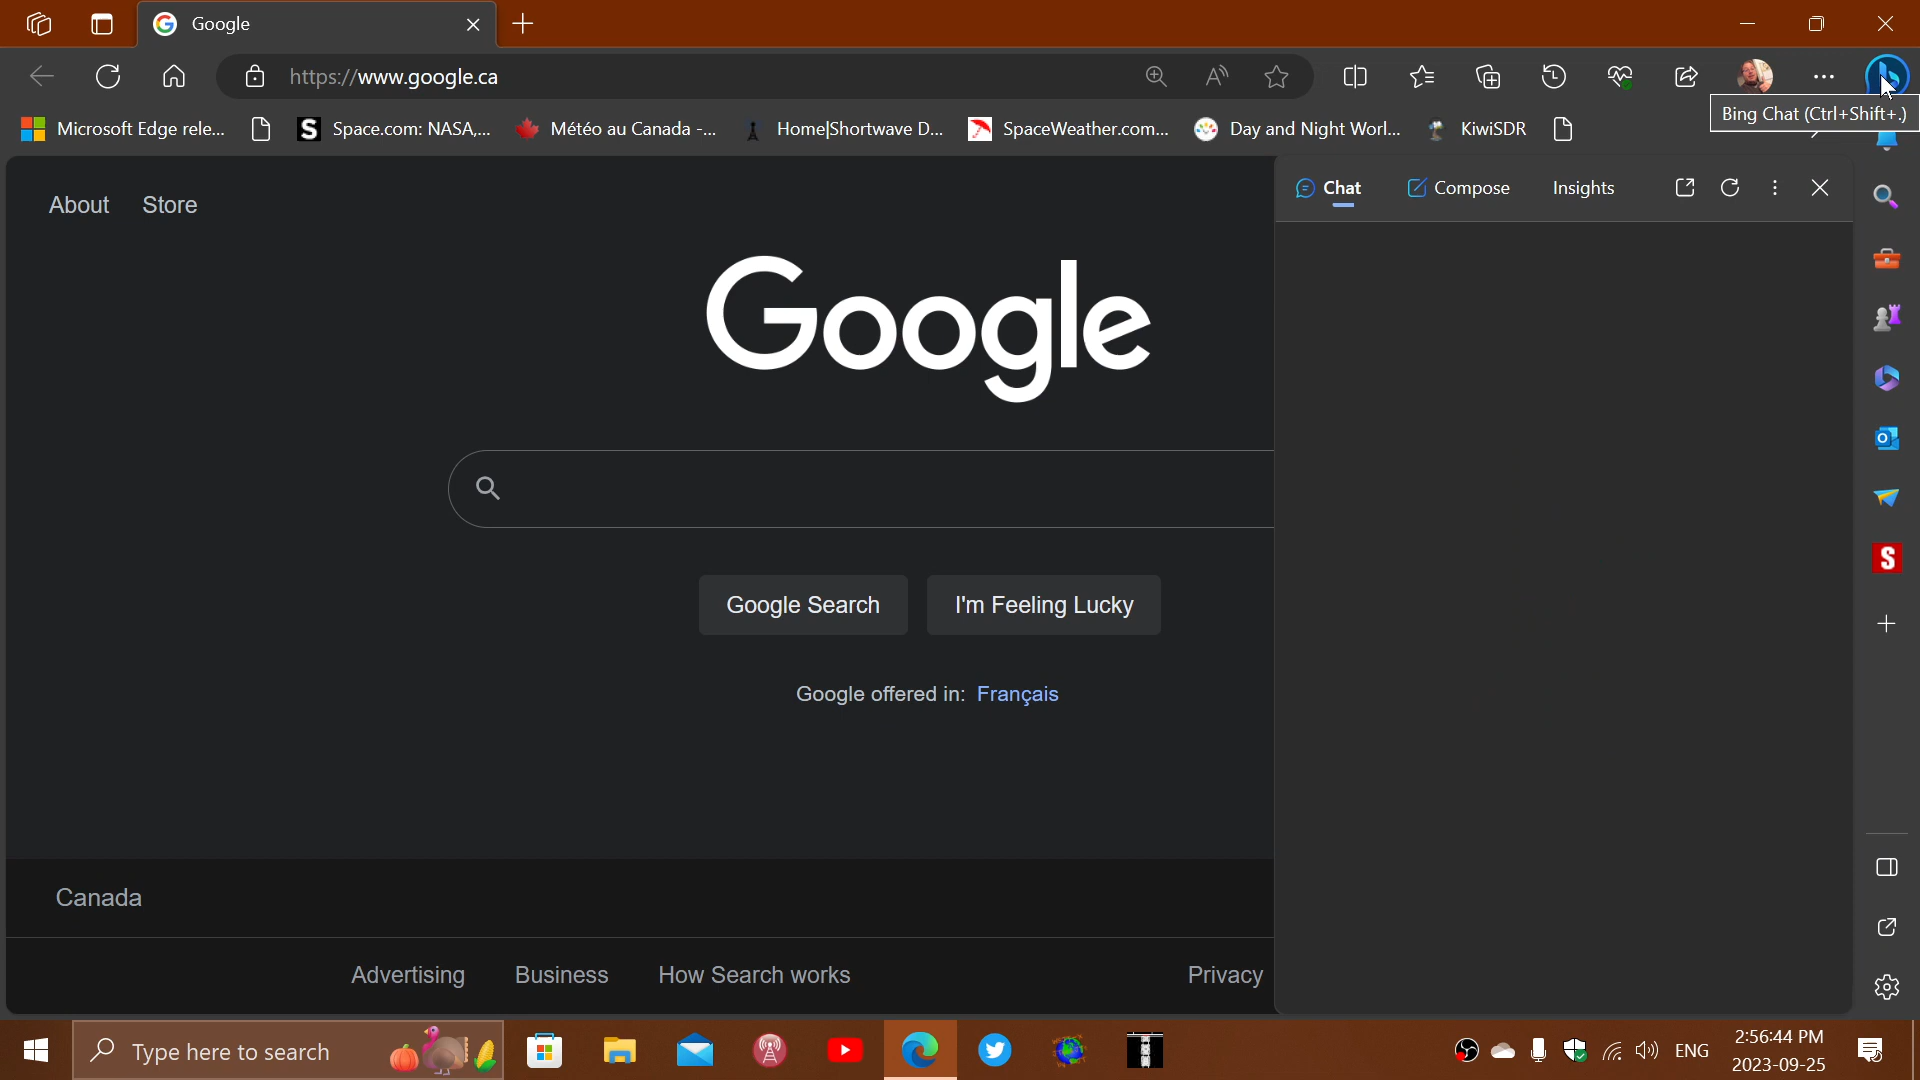 Google
https://www.google.ca
Bing Chat (Ctrl+Shift+.)
Microsoft Edge rele...
Space.com: NASA,...
Météo au Canada -...
Home|Shortwave D...
SpaceWeather.com...
Day and Night Worl...
KiwiSDR
About
Store
Chat
Compose
Insights
Google
Google Search
I'm Feeling Lucky
Google offered in: Français
Canada
Advertising
Business
How Search works
Privacy
Type here to search
ENG
2:56:44 PM
2023-09-25